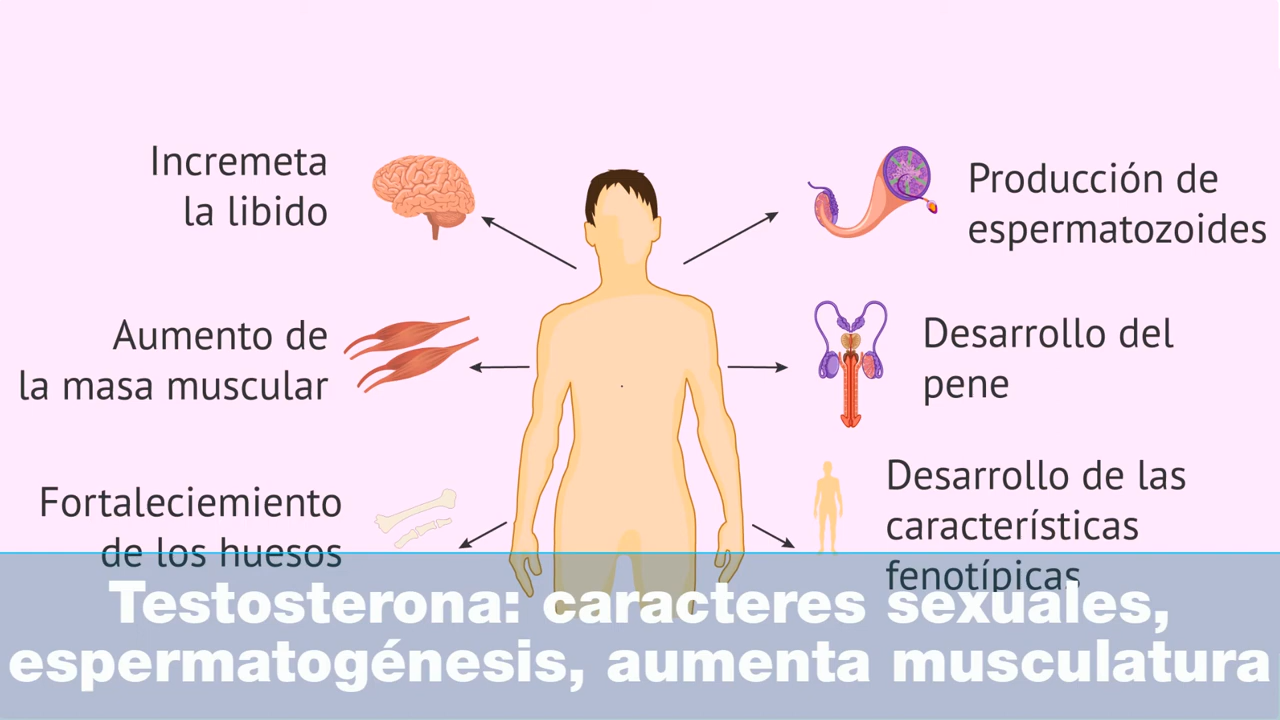 Incremeta
la libido
Aumento de
la masa muscular
Fortaleciemiento
de los huesos
Producción de
espermatozoides
Desarrollo del
pene
Desarrollo de las
características
fenotípicas
Testosterona: caracteres sexuales,
espermatogénesis, aumenta musculatura